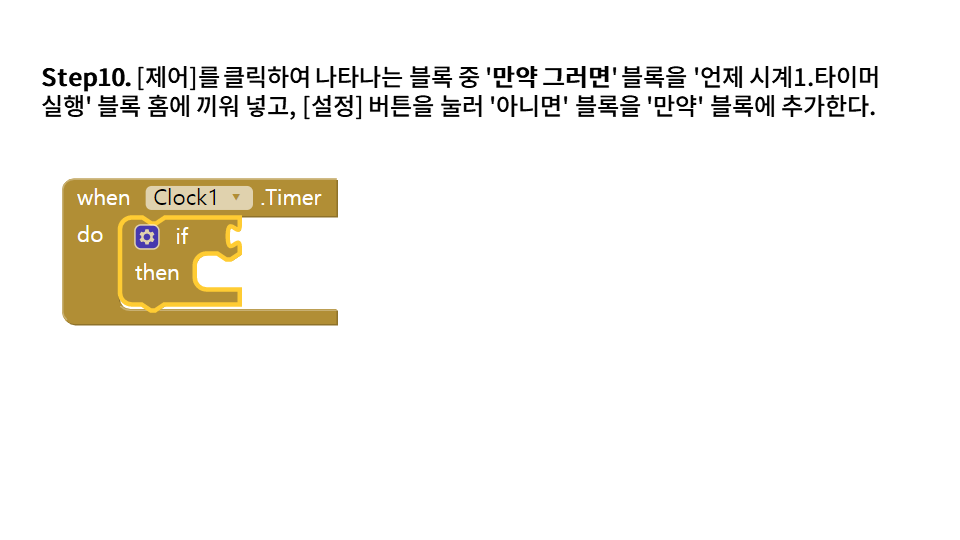 Step10. [제어]를 클릭하여 나타나는 블록 중 '만약 그러면' 블록을 '언제 시계1.타이머
실행' 블록 홈에 끼워 넣고, [설정] 버튼을 눌러 '아니면' 블록을 '만약' 블록에 추가한다.
when Clock1 .Timer
do if
then